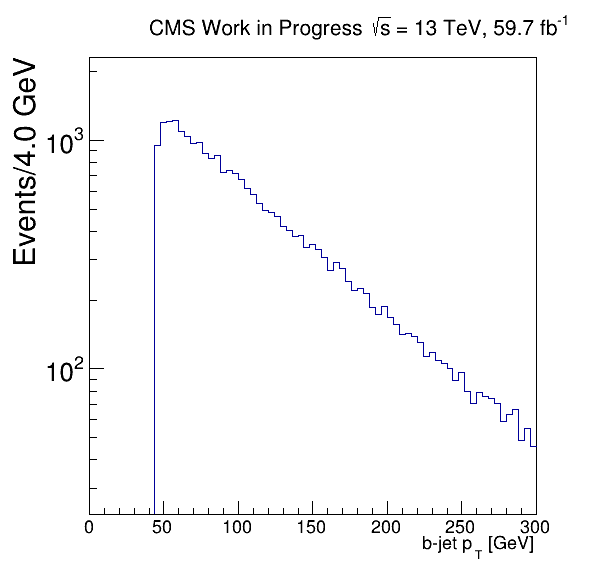 CMS Work in Progress √s = 13 TeV, 59.7 fb⁻¹
Events/4.0 GeV
10³
10²
0 50 100 150 200 250 300
b-jet p_T [GeV]